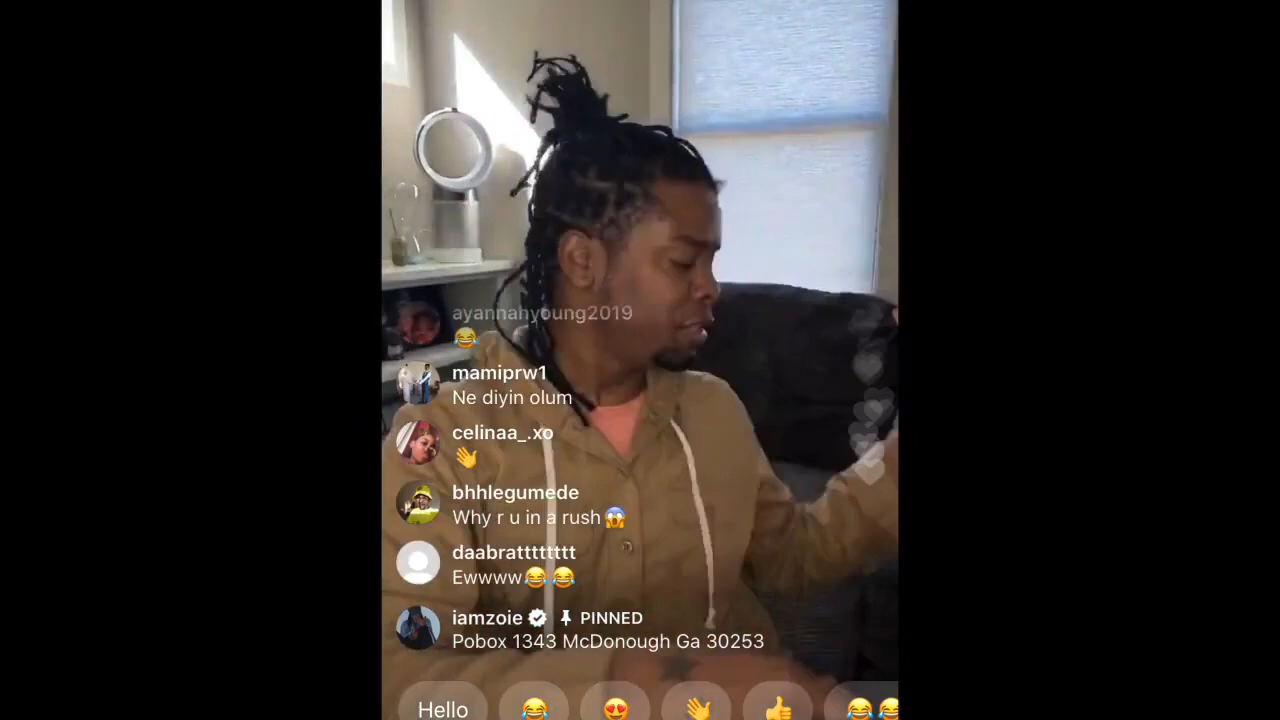 ayannahyoung2019
😂
mamiprw1
Ne diyin olum
celinaa_.xo
👋
bhhlegumede
Why r u in a rush😱
daabratttttttt
Ewwww😂😂
iamzoie PINNED
Pobox 1343 McDonough Ga 30253
Hello 😂 😍 👋 👍 😂😂